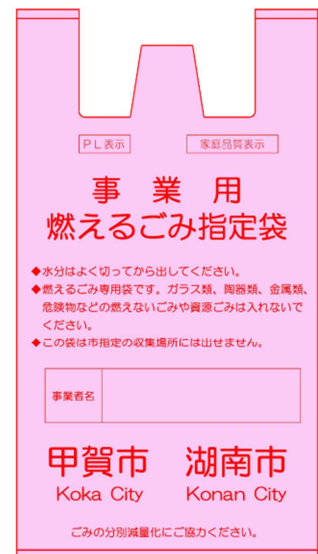 PL表示 家庭品質表示
事業用
燃えるごみ指定袋
◆水分はよく切ってから出してください。
◆燃えるごみ専用袋です。ガラス類、陶器類、金属類、
危険物などの燃えないごみや資源ごみは入れないで
ください。
◆この袋は市指定の収集場所には出せません。
事業者名
甲賀市 湖南市
Koka City Konan City
ごみの分別減量化にご協力ください。